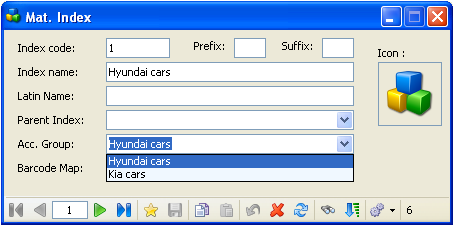 Mat. Index
Index code: 1 Prefix: Suffix: Icon :
Index name: Hyundai cars
Latin Name:
Parent Index:
Acc. Group: Hyundai cars
Hyundai cars
Barcode Map: Kia cars
1 6